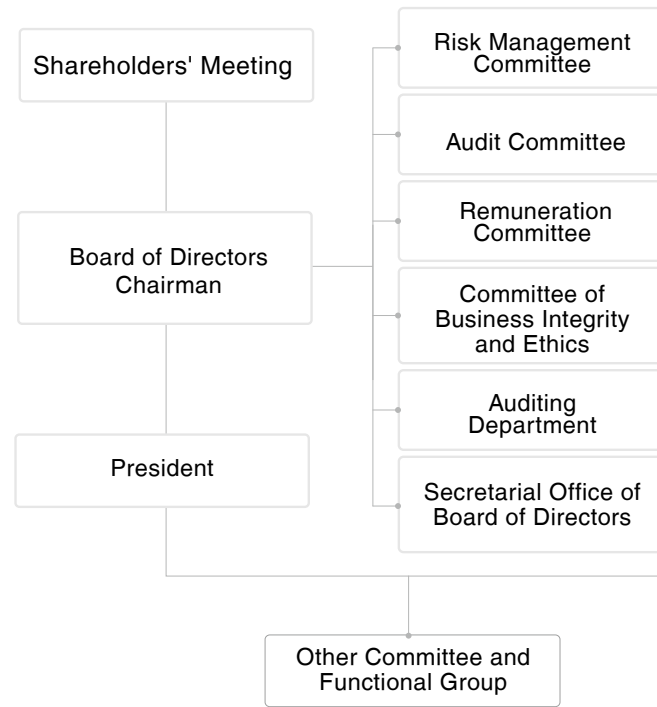 Shareholders' Meeting
Board of Directors
Chairman
President
Risk Management
Committee
Audit Committee
Remuneration
Committee
Committee of
Business Integrity
and Ethics
Auditing
Department
Secretarial Office of
Board of Directors
Other Committee and
Functional Group